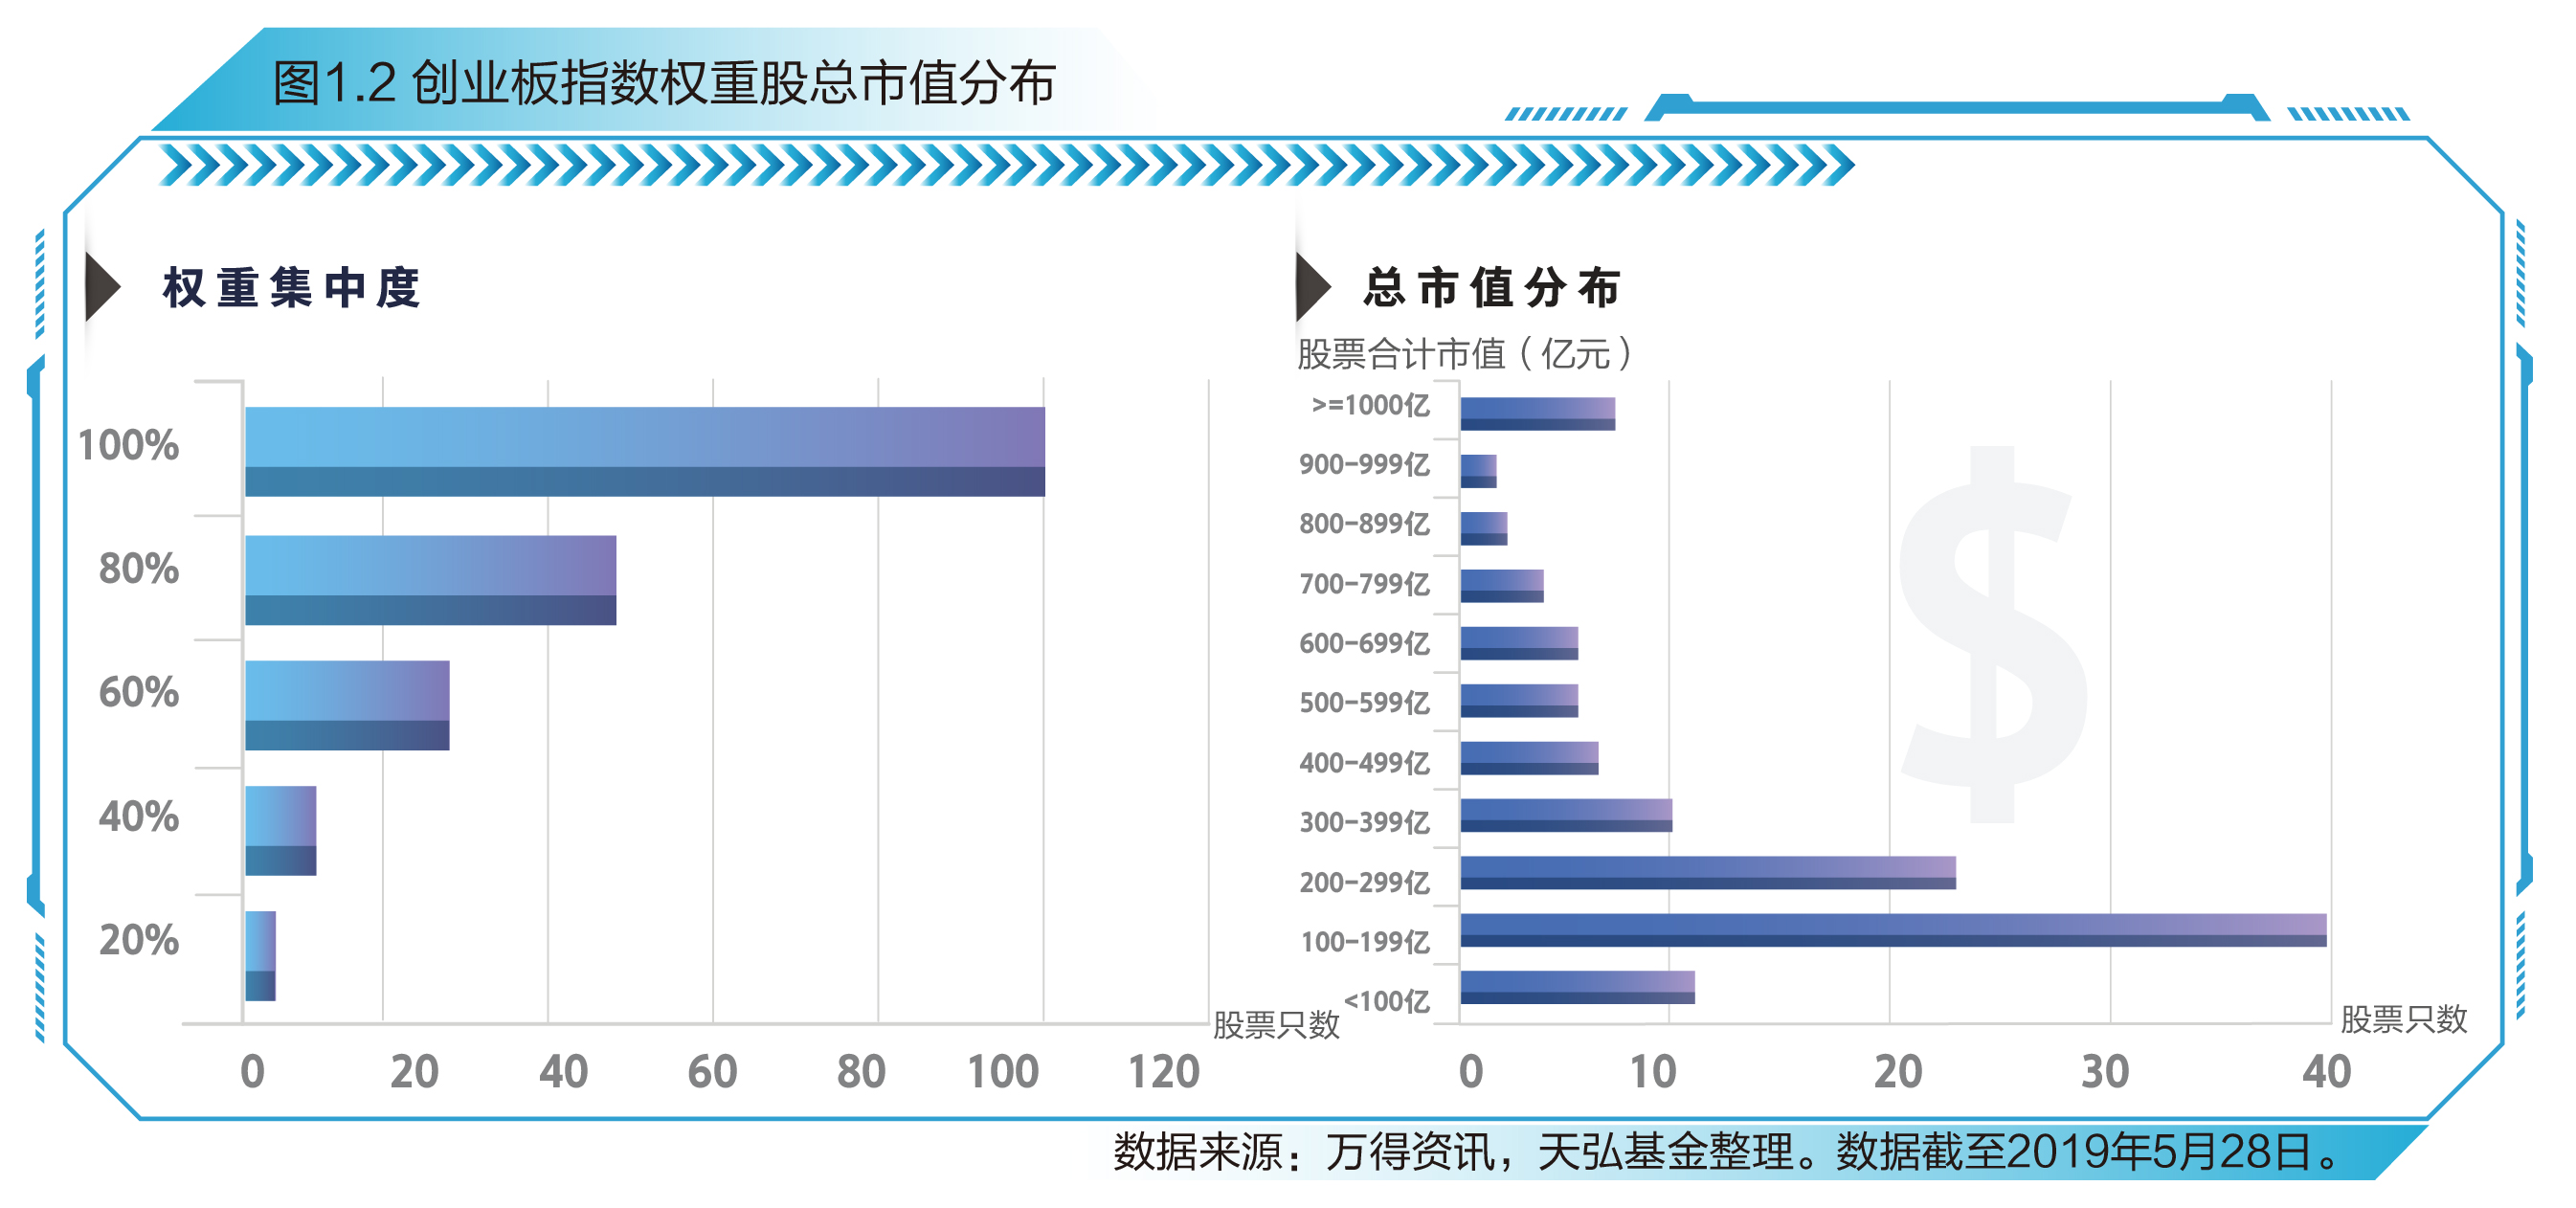 图1.2 创业板指数权重股总市值分布
权重集中度
100%
80%
60%
40%
20%
0 20 40 60 80 100 120
股票只数
总市值分布
股票合计市值（亿元）
>=1000亿
900-999亿
800-899亿
700-799亿
600-699亿
500-599亿
400-499亿
300-399亿
200-299亿
100-199亿
<100亿
0 10 20 30 40
股票只数
$
数据来源：万得资讯，天弘基金整理。数据截至2019年5月28日。